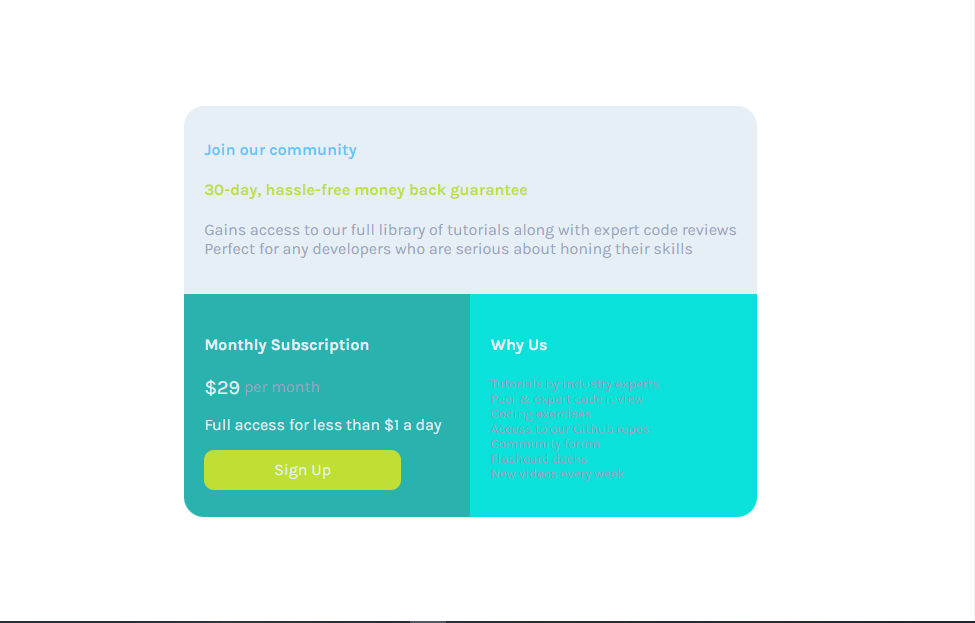 Join our community
30-day, hassle-free money back guarantee
Gains access to our full library of tutorials along with expert code reviews
Perfect for any developers who are serious about honing their skills
Monthly Subscription
$29 per month
Full access for less than $1 a day
Sign Up
Why Us
Tutorials by industry experts
Peer & expert code review
Coding exercises
Access to our GitHub repos
Community forum
Flashcard decks
New videos every week